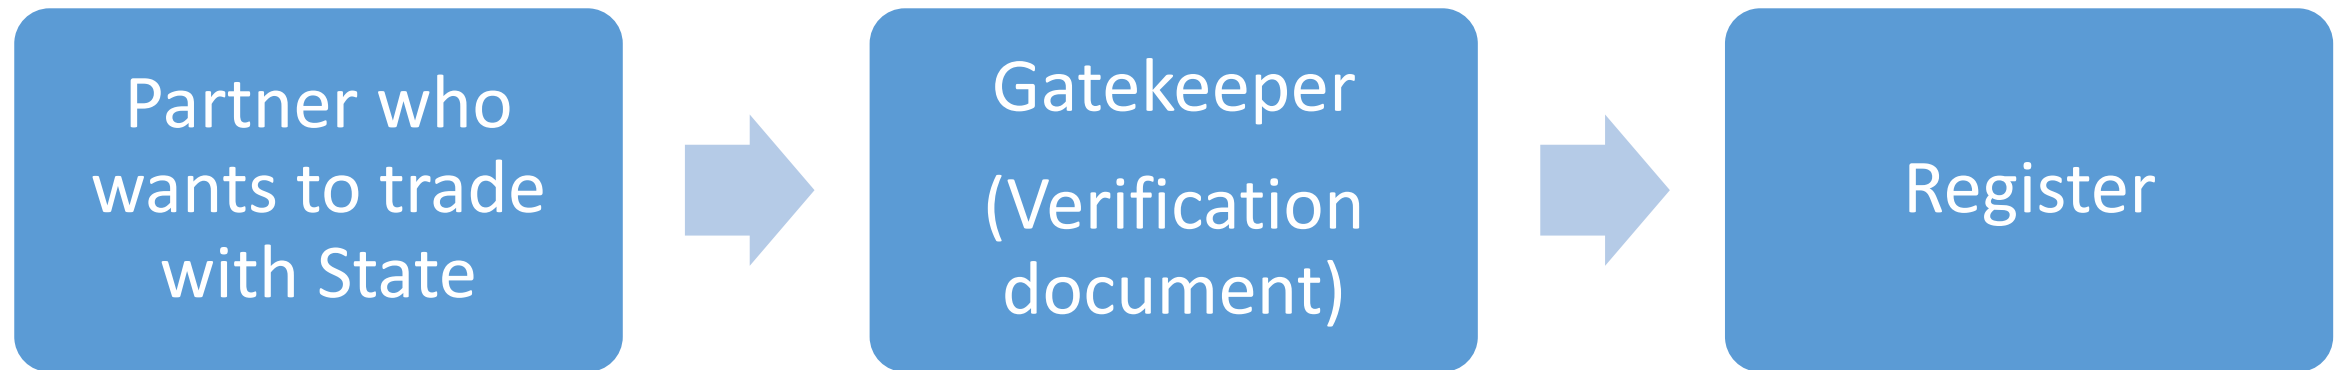 Partner who
wants to trade
with State
Gatekeeper
(Verification
document)
Register